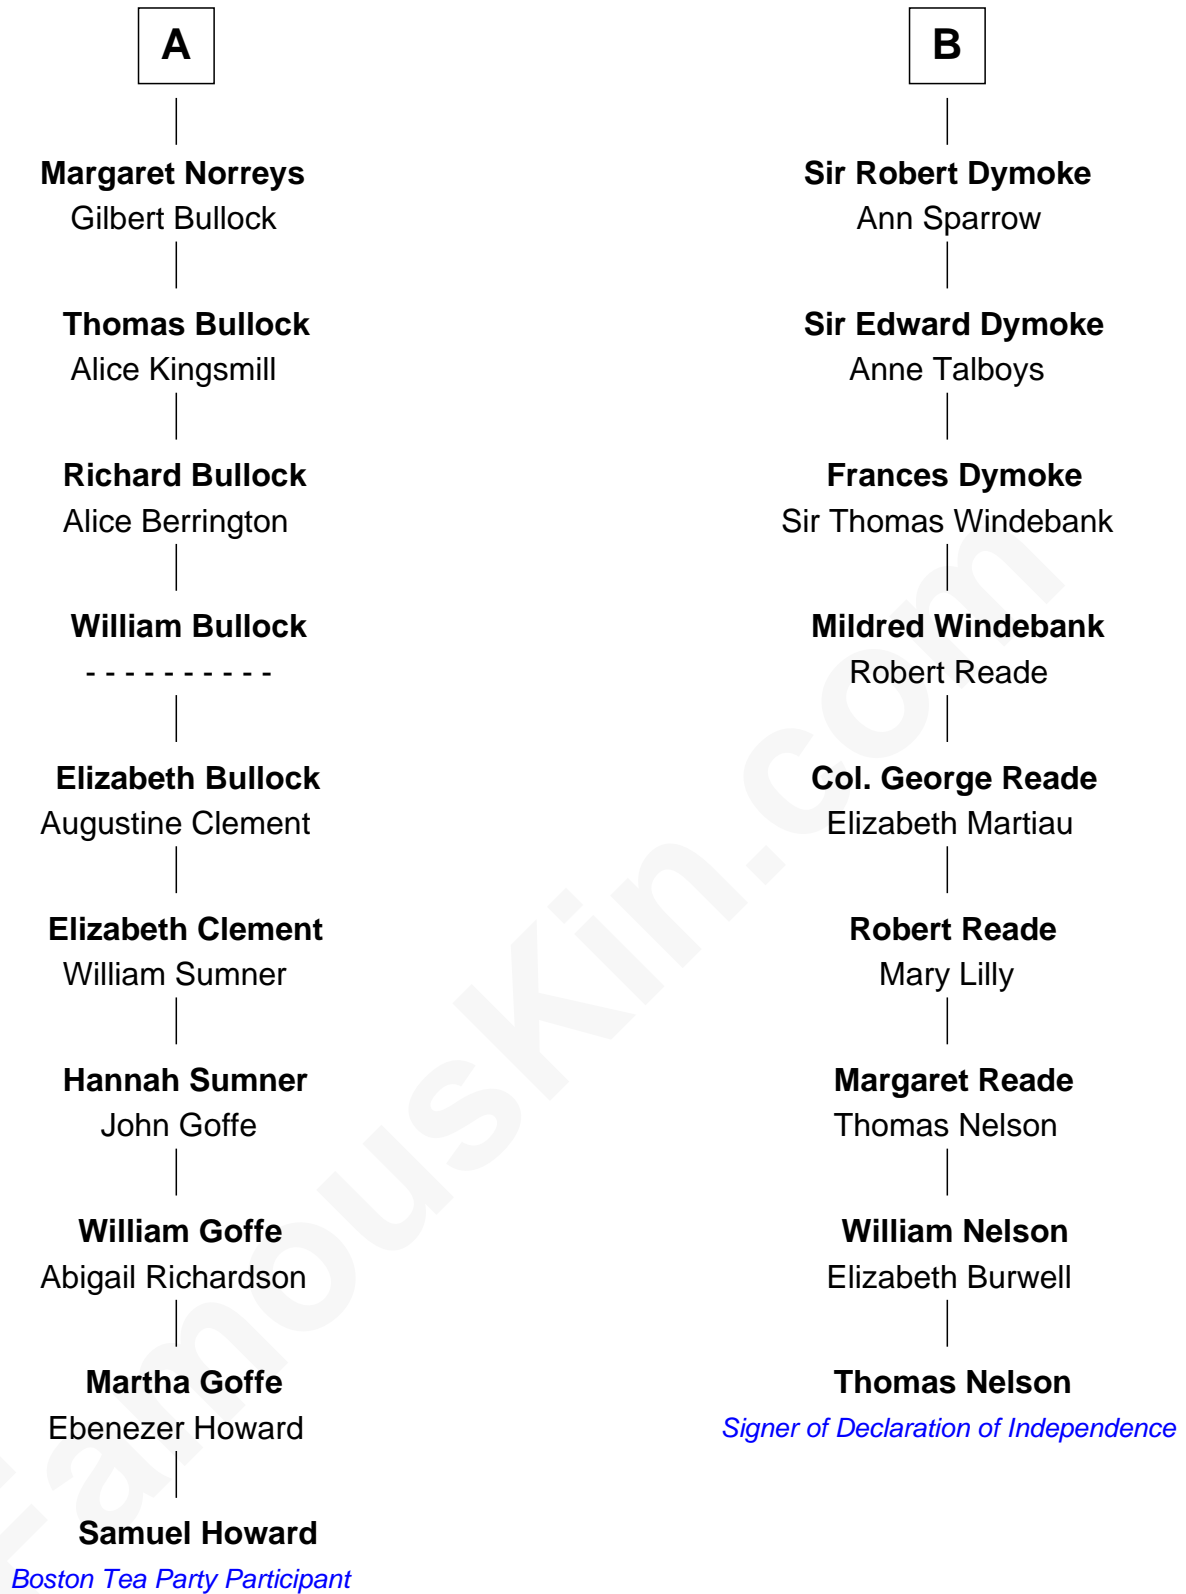 A
Margaret Norreys
Gilbert Bullock
Thomas Bullock
Alice Kingsmill
Richard Bullock
Alice Berrington
William Bullock
- - - - - - - - - -
Elizabeth Bullock
Augustine Clement
Elizabeth Clement
William Sumner
Hannah Sumner
John Goffe
William Goffe
Abigail Richardson
Martha Goffe
Ebenezer Howard
Samuel Howard
Boston Tea Party Participant
B
Sir Robert Dymoke
Ann Sparrow
Sir Edward Dymoke
Anne Talboys
Frances Dymoke
Sir Thomas Windebank
Mildred Windebank
Robert Reade
Col. George Reade
Elizabeth Martiau
Robert Reade
Mary Lilly
Margaret Reade
Thomas Nelson
William Nelson
Elizabeth Burwell
Thomas Nelson
Signer of Declaration of Independence
FamousKin.com